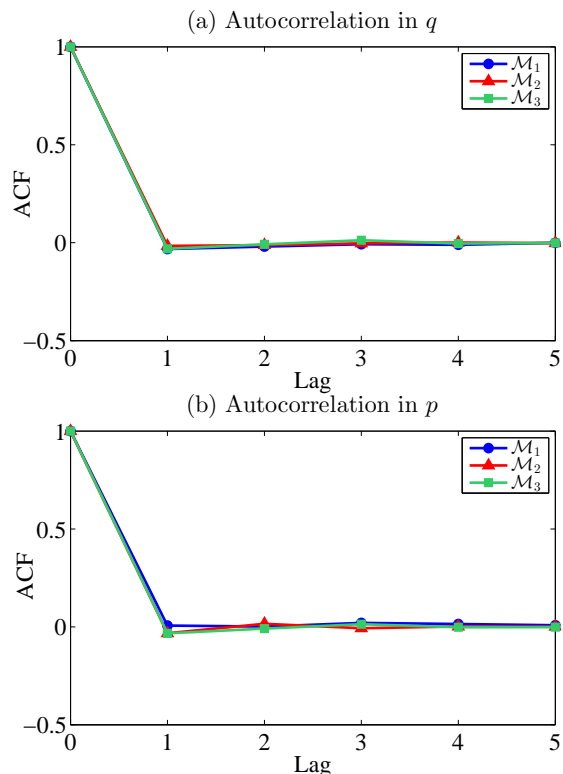 (a) Autocorrelation in q
1
0.5
0
−0.5
ACF
0 1 2 3 4 5
Lag
ℳ₁
ℳ₂
ℳ₃
(b) Autocorrelation in p
1
0.5
0
−0.5
ACF
0 1 2 3 4 5
Lag
ℳ₁
ℳ₂
ℳ₃